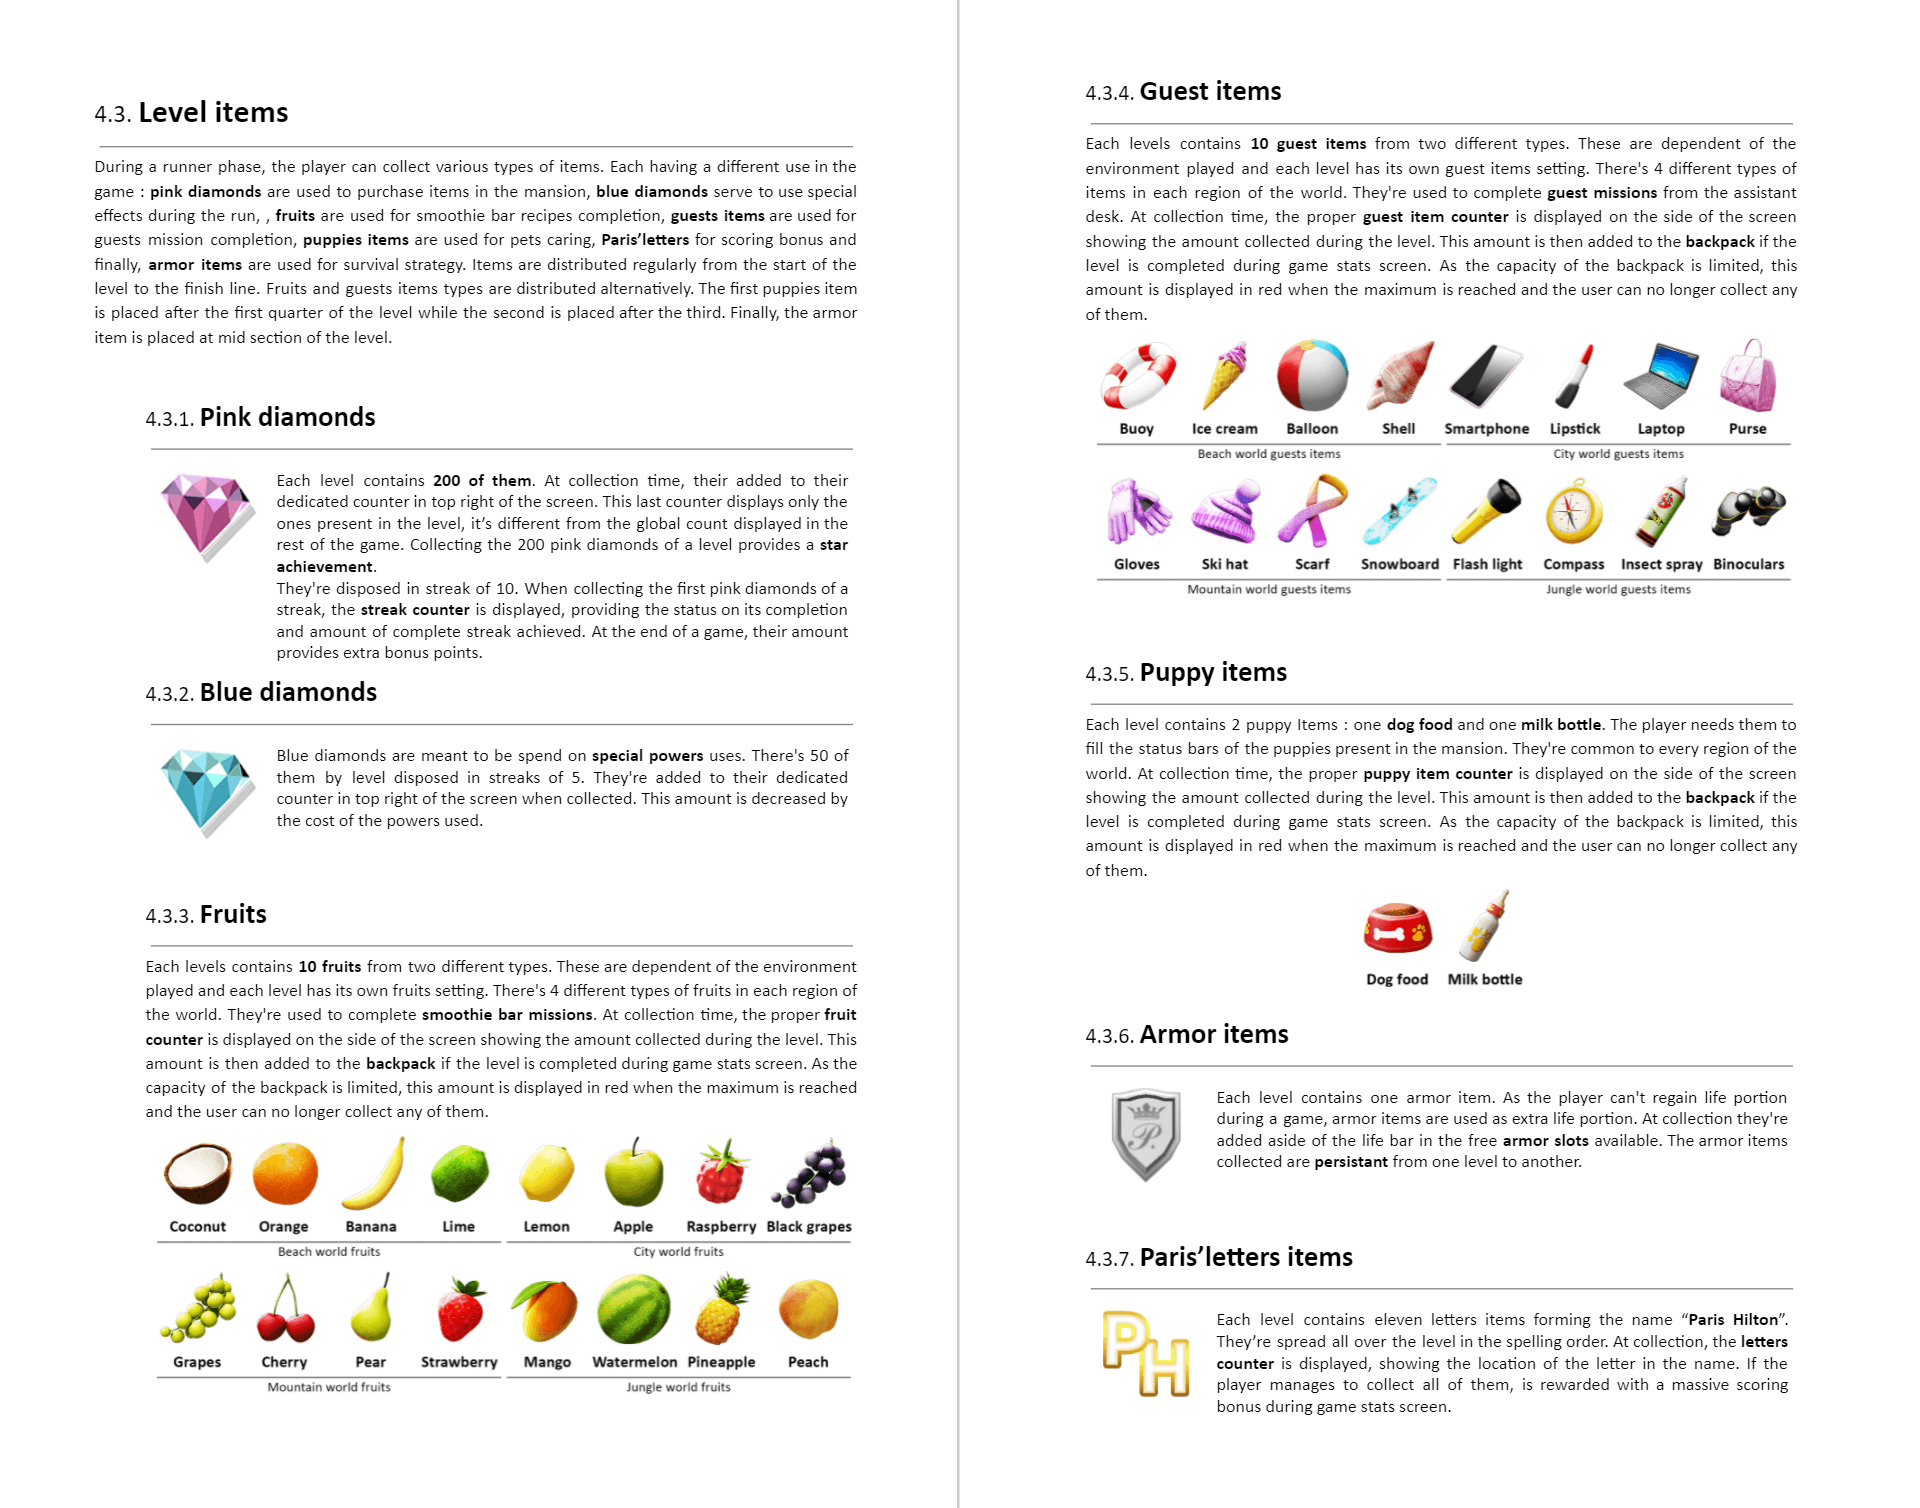 4.3. Level items
During a runner phase, the player can collect various types of items. Each having a different use in the
game : pink diamonds are used to purchase items in the mansion, blue diamonds serve to use special
effects during the run, , fruits are used for smoothie bar recipes completion, guests items are used for
guests mission completion, puppies items are used for pets caring, Paris’letters for scoring bonus and
finally, armor items are used for survival strategy. Items are distributed regularly from the start of the
level to the finish line. Fruits and guests items types are distributed alternatively. The first puppies item
is placed after the first quarter of the level while the second is placed after the third. Finally, the armor
item is placed at mid section of the level.
4.3.1. Pink diamonds
Each level contains 200 of them. At collection time, their added to their
dedicated counter in top right of the screen. This last counter displays only the
ones present in the level, it’s different from the global count displayed in the
rest of the game. Collecting the 200 pink diamonds of a level provides a star
achievement.
They're disposed in streak of 10. When collecting the first pink diamonds of a
streak, the streak counter is displayed, providing the status on its completion
and amount of complete streak achieved. At the end of a game, their amount
provides extra bonus points.
4.3.2. Blue diamonds
Blue diamonds are meant to be spend on special powers uses. There's 50 of
them by level disposed in streaks of 5. They're added to their dedicated
counter in top right of the screen when collected. This amount is decreased by
the cost of the powers used.
4.3.3. Fruits
Each levels contains 10 fruits from two different types. These are dependent of the environment
played and each level has its own fruits setting. There's 4 different types of fruits in each region of
the world. They're used to complete smoothie bar missions. At collection time, the proper fruit
counter is displayed on the side of the screen showing the amount collected during the level. This
amount is then added to the backpack if the level is completed during game stats screen. As the
capacity of the backpack is limited, this amount is displayed in red when the maximum is reached
and the user can no longer collect any of them.
Coconut Orange Banana Lime Lemon Apple Raspberry Black grapes
Beach world fruits City world fruits
Grapes Cherry Pear Strawberry Mango Watermelon Pineapple Peach
Mountain world fruits Jungle world fruits
4.3.4. Guest items
Each levels contains 10 guest items from two different types. These are dependent of the
environment played and each level has its own guest items setting. There's 4 different types of
items in each region of the world. They're used to complete guest missions from the assistant
desk. At collection time, the proper guest item counter is displayed on the side of the screen
showing the amount collected during the level. This amount is then added to the backpack if the
level is completed during game stats screen. As the capacity of the backpack is limited, this
amount is displayed in red when the maximum is reached and the user can no longer collect any
of them.
Buoy Ice cream Balloon Shell Smartphone Lipstick Laptop Purse
Beach world guests items City world guests items
Gloves Ski hat Scarf Snowboard Flash light Compass Insect spray Binoculars
Mountain world guests items Jungle world guests items
4.3.5. Puppy items
Each level contains 2 puppy Items : one dog food and one milk bottle. The player needs them to
fill the status bars of the puppies present in the mansion. They're common to every region of the
world. At collection time, the proper puppy item counter is displayed on the side of the screen
showing the amount collected during the level. This amount is then added to the backpack if the
level is completed during game stats screen. As the capacity of the backpack is limited, this
amount is displayed in red when the maximum is reached and the user can no longer collect any
of them.
Dog food Milk bottle
4.3.6. Armor items
P.
Each level contains one armor item. As the player can't regain life portion
during a game, armor items are used as extra life portion. At collection they're
added aside of the life bar in the free armor slots available. The armor items
collected are persistant from one level to another.
4.3.7. Paris’letters items
PH
Each level contains eleven letters items forming the name “Paris Hilton”.
They’re spread all over the level in the spelling order. At collection, the letters
counter is displayed, showing the location of the letter in the name. If the
player manages to collect all of them, is rewarded with a massive scoring
bonus during game stats screen.